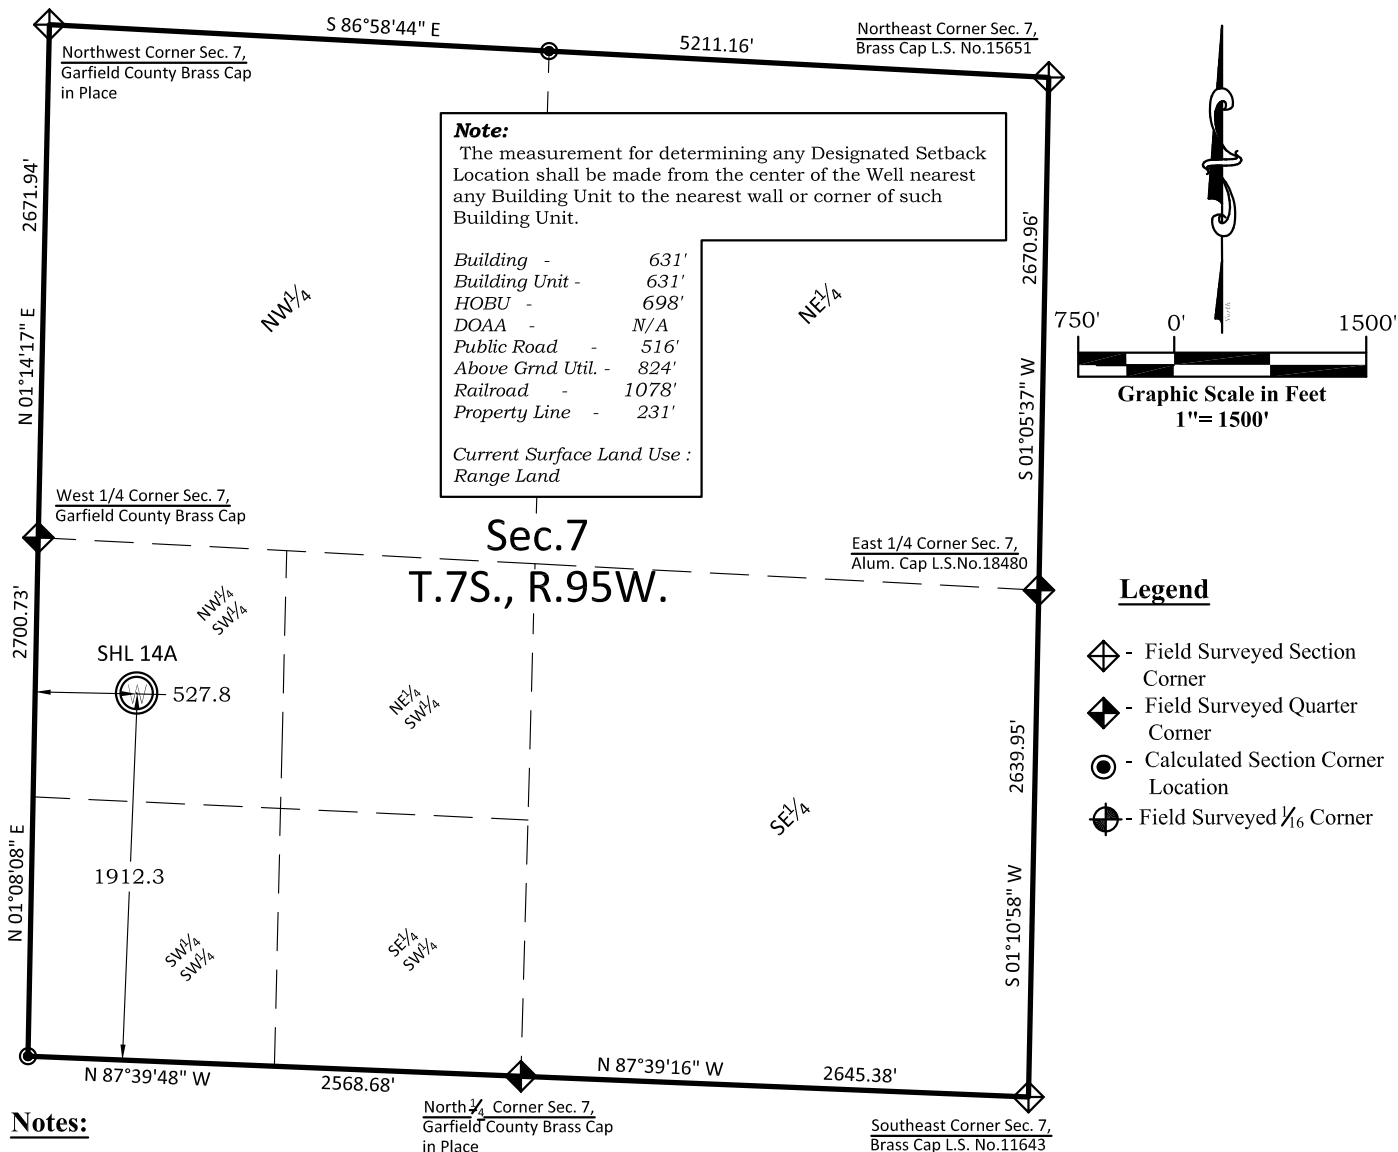 S 86°58'44" E
5211.16'
Northwest Corner Sec. 7,
Garfield County Brass Cap
in Place
Northeast Corner Sec. 7,
Brass Cap L.S. No.15651
Note:
The measurement for determining any Designated Setback
Location shall be made from the center of the Well nearest
any Building Unit to the nearest wall or corner of such
Building Unit.
Building - 631'
Building Unit - 631'
HOBU - 698'
DOAA - N/A
Public Road - 516'
Above Grnd Util. - 824'
Railroad - 1078'
Property Line - 231'
Current Surface Land Use :
Range Land
2671.94'
N 01°14'17" E
NW¼
NE¼
2670.96'
S 01°05'37" W
North
750' 0' 1500'
Graphic Scale in Feet
1"= 1500'
West 1/4 Corner Sec. 7,
Garfield County Brass Cap
Sec.7
T.7S., R.95W.
East 1/4 Corner Sec. 7,
Alum. Cap L.S.No.18480
2700.73'
N 01°08'08" E
NW¼
SW¼
SHL 14A
W
527.8
NE¼
SW¼
1912.3
SW¼
SW¼
SE¼
SW¼
SE¼
2639.95'
S 01°10'58" W
Legend
- Field Surveyed Section
Corner
- Field Surveyed Quarter
Corner
- Calculated Section Corner
Location
- Field Surveyed 1/16 Corner
N 87°39'48" W
2568.68'
N 87°39'16" W
2645.38'
North ¼ Corner Sec. 7,
Garfield County Brass Cap
in Place
Southeast Corner Sec. 7,
Brass Cap L.S. No.11643
Notes: